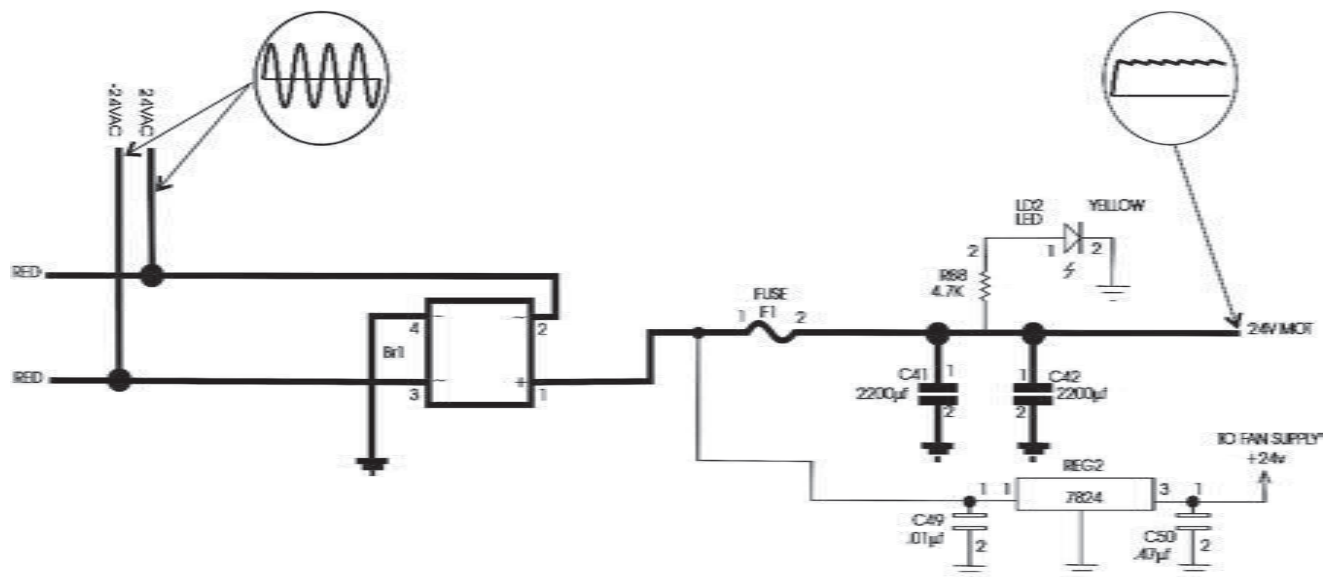 -24VAC
24VAC
RED
RED
Br1
4
3
~
~
-
+
2
1
FUSE
F1
1
2
R68
4.7K
2
LD2
LED
YELLOW
1
2
24V MOT
C41
2200µf
1
2
C42
2200µf
1
2
TO FAN SUPPLY"
+24v
REG2
7824
1
1
3
1
C49
.01µf
2
C50
.47µf
2